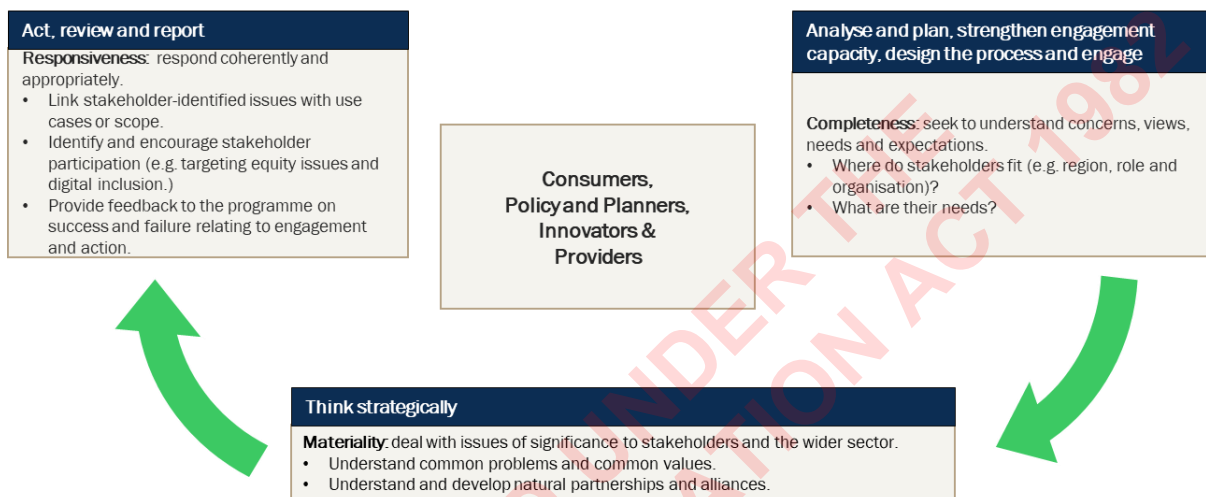 Act, review and report
Responsiveness: respond coherently and
appropriately.
• Link stakeholder-identified issues with use
cases or scope.
• Identify and encourage stakeholder
participation (e.g. targeting equity issues and
digital inclusion.)
• Provide feedback to the programme on
success and failure relating to engagement
and action.
Consumers,
Policy and Planners,
Innovators &
Providers
Analyse and plan, strengthen engagement
capacity, design the process and engage
Completeness: seek to understand concerns, views,
needs and expectations.
• Where do stakeholders fit (e.g. region, role and
organisation)?
• What are their needs?
Think strategically
Materiality: deal with issues of significance to stakeholders and the wider sector.
• Understand common problems and common values.
• Understand and develop natural partnerships and alliances.
UNDER THE
ACT 1982